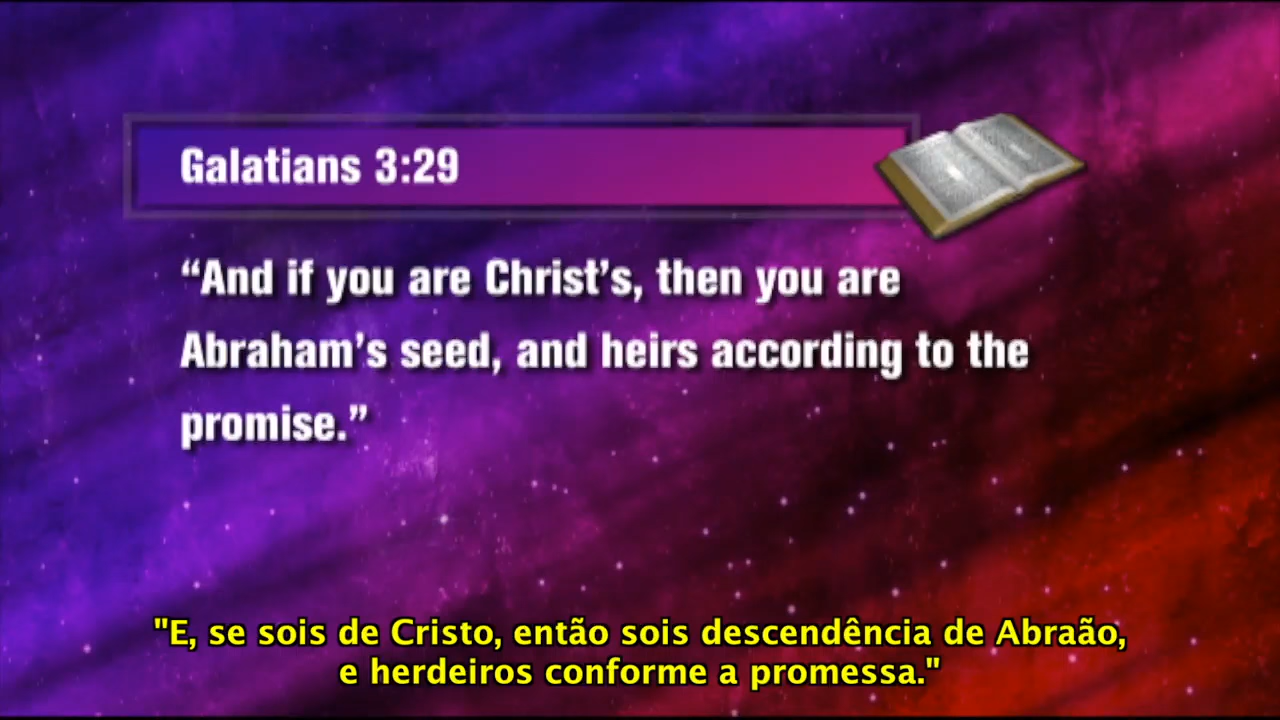 Galatians 3:29
“And if you are Christ’s, then you are
Abraham’s seed, and heirs according to the
promise.”
"E, se sois de Cristo, então sois descendência de Abraão,
e herdeiros conforme a promessa."